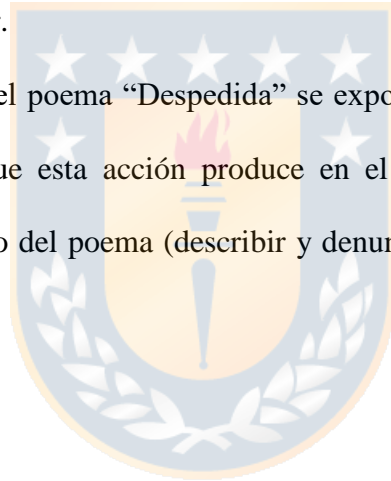 .
el poema “Despedida” se expo
ue esta acción produce en el
o del poema (describir y denun